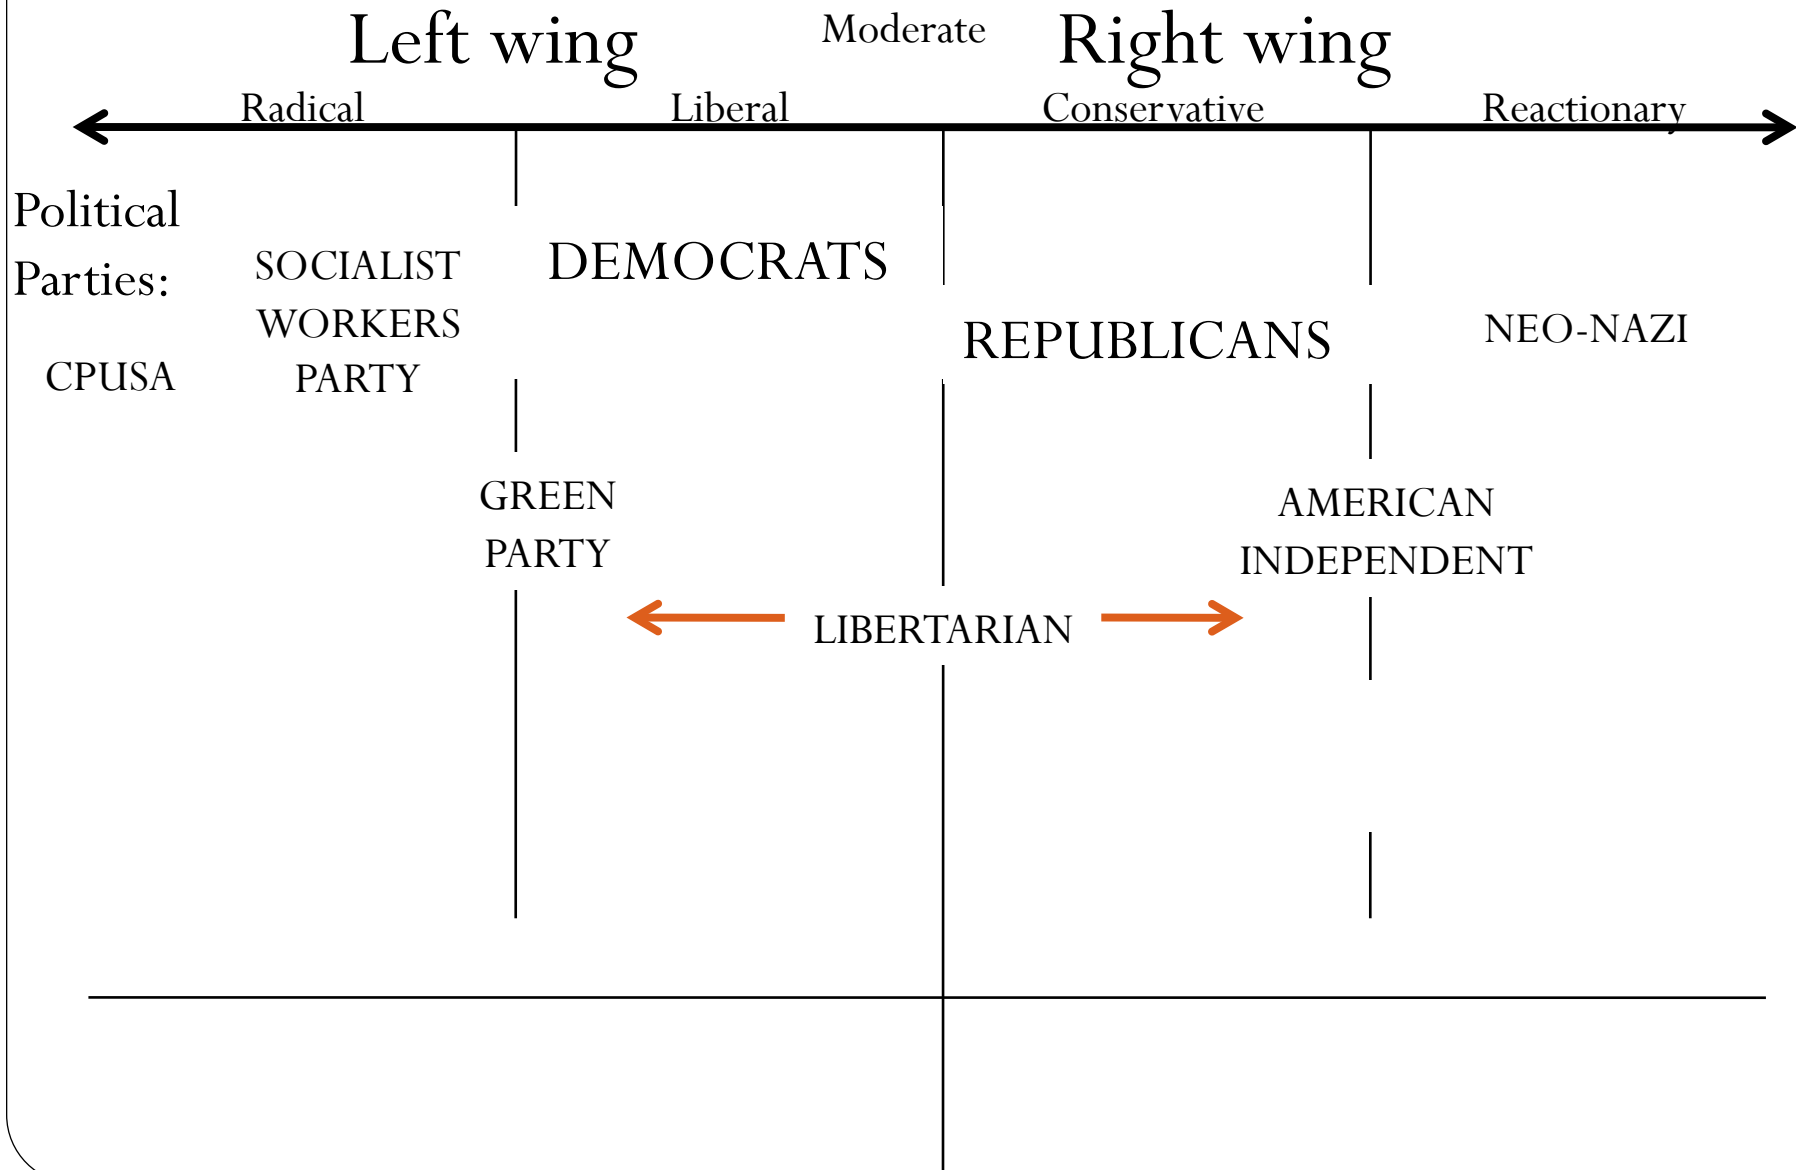 Left wing
Moderate
Right wing
Radical
Liberal
Conservative
Reactionary
Political
Parties:
CPUSA
SOCIALIST
WORKERS
PARTY
DEMOCRATS
REPUBLICANS
NEO-NAZI
GREEN
PARTY
AMERICAN
INDEPENDENT
LIBERTARIAN